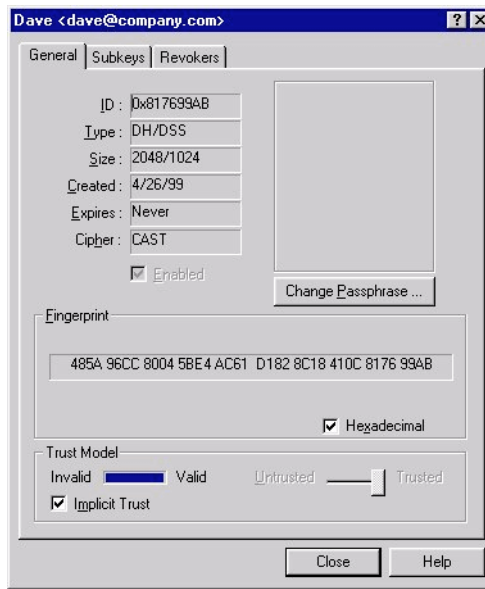 Dave <dave@company.com>
General Subkeys Revokers
ID : 0x817699AB
Type : DH/DSS
Size : 2048/1024
Created : 4/26/99
Expires : Never
Cipher : CAST
Enabled
Change Passphrase ...
Fingerprint
485A 96CC 8004 5BE4 AC61 D182 8C18 410C 8176 99AB
Hexadecimal
Trust Model
Invalid Valid Untrusted Trusted
Implicit Trust
Close Help